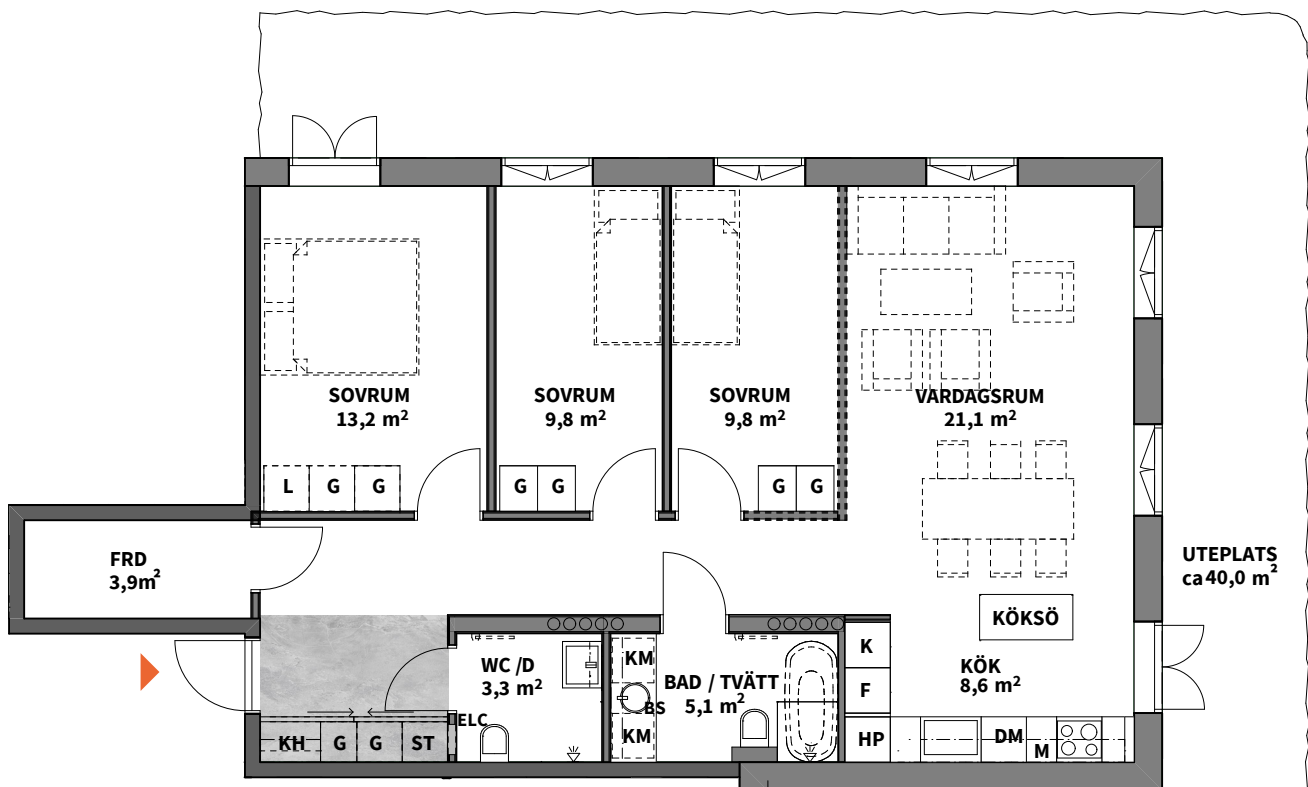 SOVRUM
13,2 m²
SOVRUM
9,8 m²
SOVRUM
9,8 m²
VARDAGSRUM
21,1 m²
L G G
G G
G G
FRD
3,9m²
UTEPLATS
ca 40,0 m²
KÖKSÖ
WC /D
3,3 m²
KM
BAD / TVÄTT
5,1 m²
BS
KM
K
F
HP
KÖK
8,6 m²
DM
M
ELC
KH G G ST